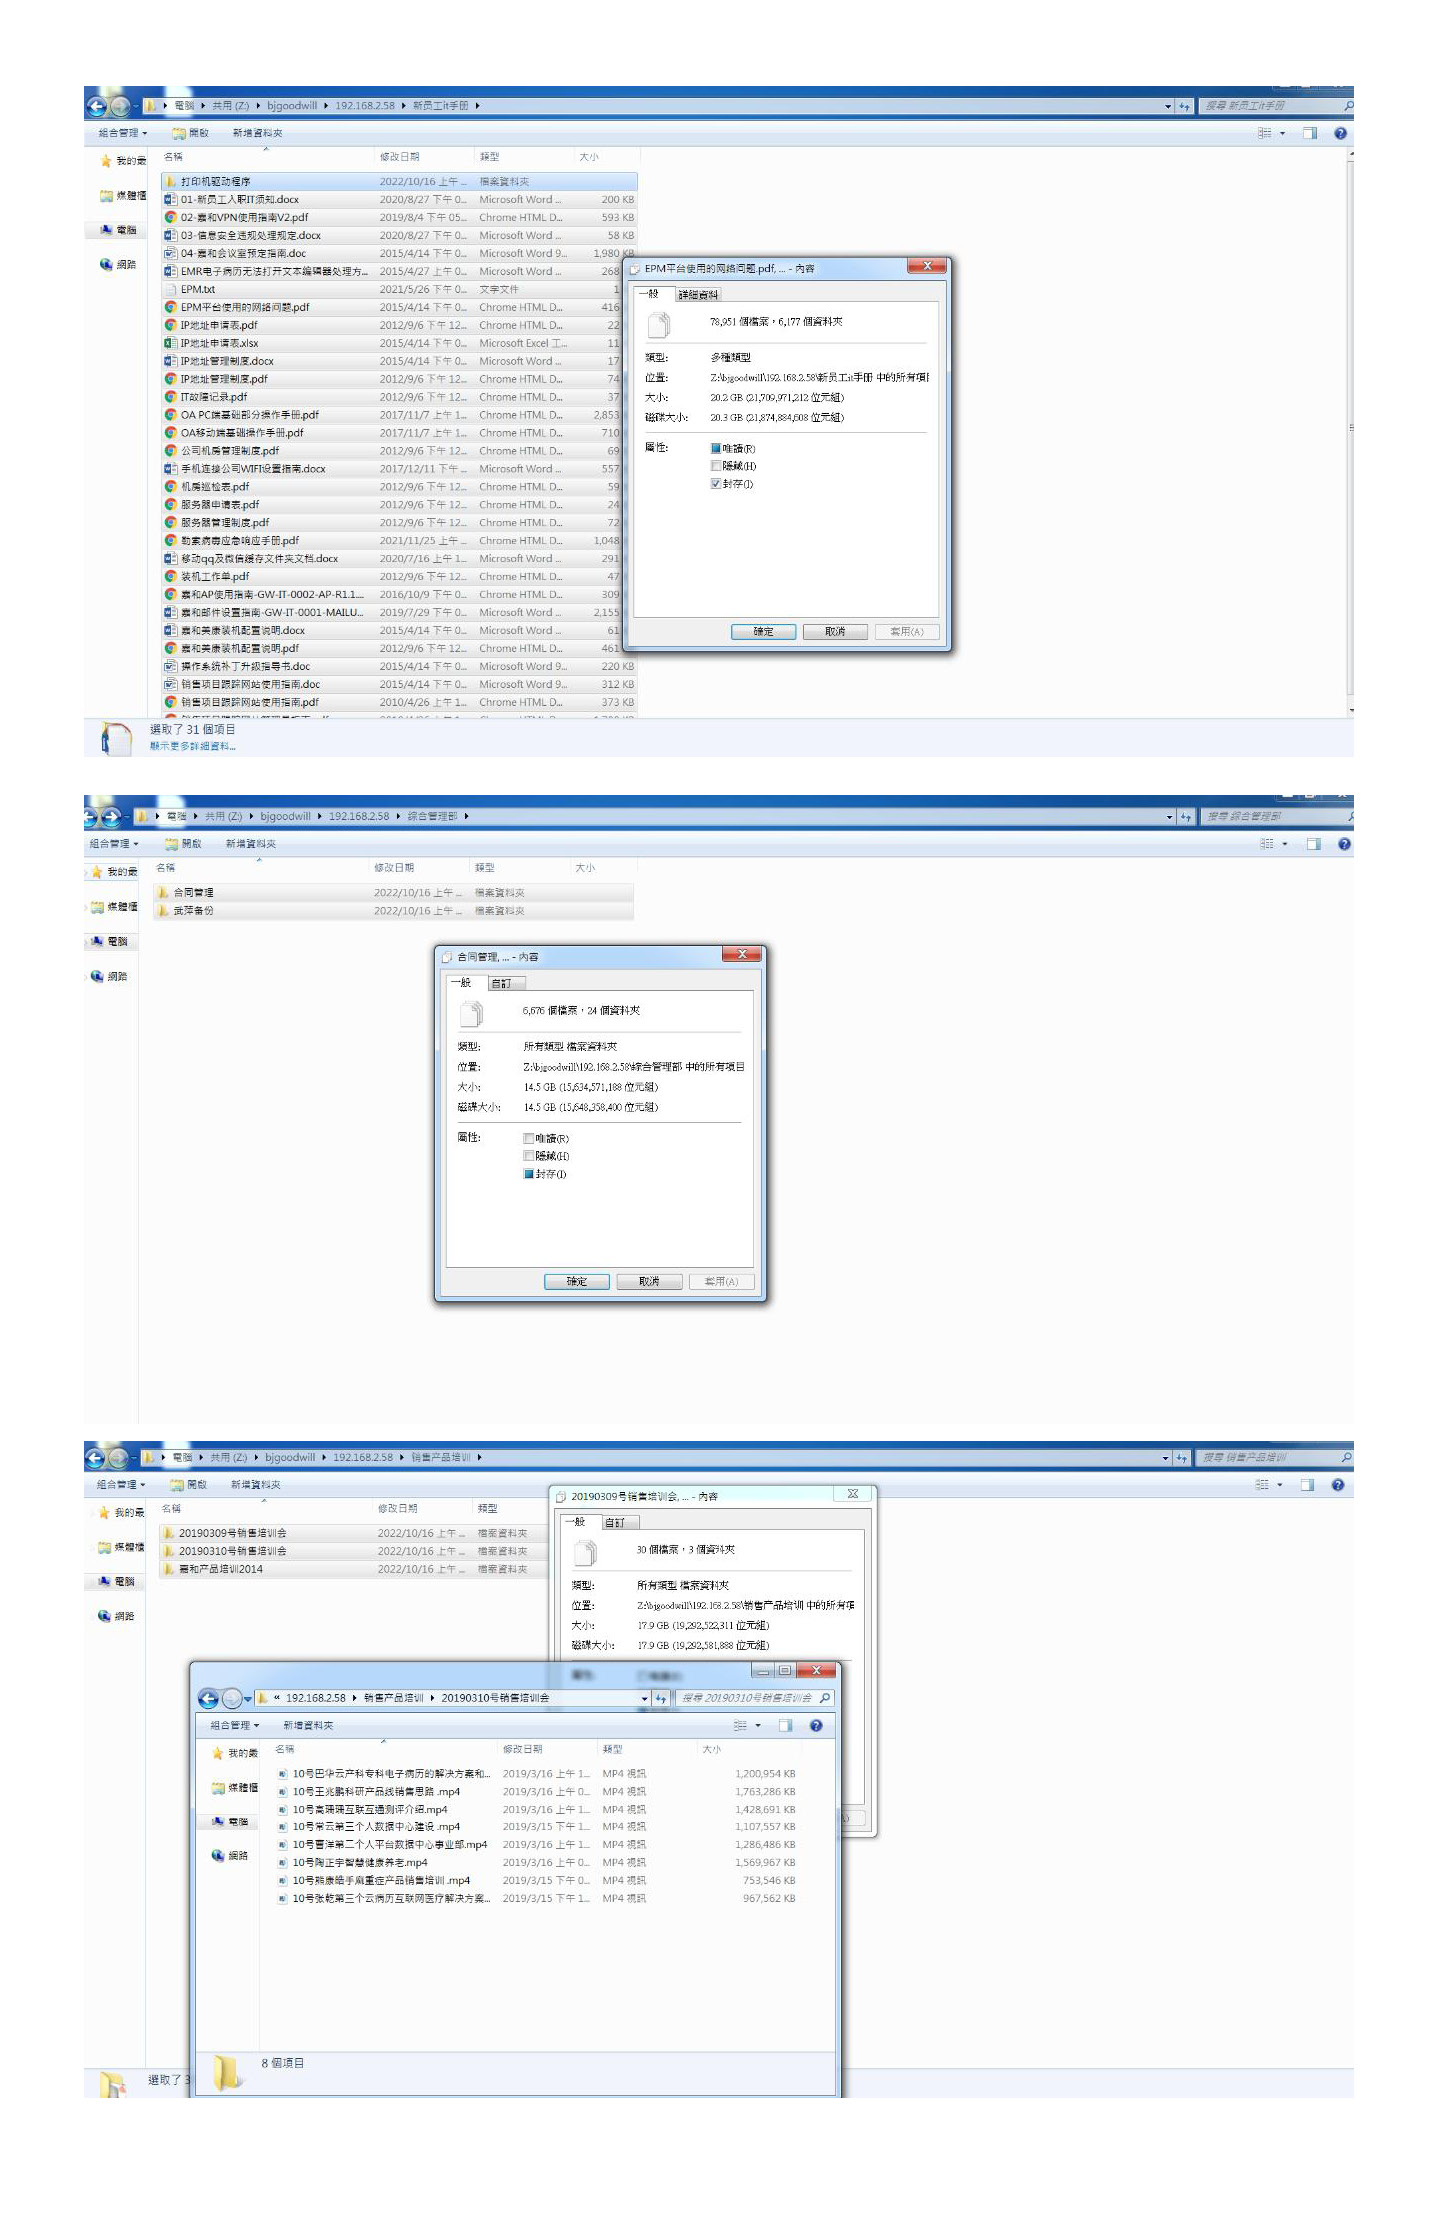 電腦 ▸ 共用 (Z:) ▸ bjgoodwill ▸ 192.168.2.58 ▸ 新员工it手册 ▸ 搜尋 新员工it手册
組合管理 開啟 新增資料夾
名稱 修改日期 類型 大小
我的最
媒體櫃
電腦
網路
打印机驱动程序 2022/10/16 上午 ... 檔案資料夾
01-新员工入职IT须知.docx 2020/8/27 下午 0... Microsoft Word ... 200 KB
02-嘉和VPN使用指南V2.pdf 2019/8/4 下午 05... Chrome HTML D... 593 KB
03-信息安全违规处理规定.docx 2020/8/27 下午 0... Microsoft Word ... 58 KB
04-嘉和会议室预定指南.doc 2015/4/14 下午 0... Microsoft Word 9... 1,980 KB
EMR电子病历无法打开文本编辑器处理方... 2015/4/27 上午 0... Microsoft Word ... 268
EPM.txt 2021/5/26 下午 0... 文字文件 1
EPM平台使用的网络问题.pdf 2015/4/14 下午 0... Chrome HTML D... 416
IP地址申请表.pdf 2012/9/6 下午 12... Chrome HTML D... 22
IP地址申请表.xlsx 2015/4/14 下午 0... Microsoft Excel 工... 11
IP地址管理制度.docx 2015/4/14 下午 0... Microsoft Word ... 17
IP地址管理制度.pdf 2012/9/6 下午 12... Chrome HTML D... 74
IT故障记录.pdf 2012/9/6 下午 12... Chrome HTML D... 37
OA PC端基础部分操作手册.pdf 2017/11/7 上午 1... Chrome HTML D... 2,853
OA移动端基础操作手册.pdf 2017/11/7 上午 1... Chrome HTML D... 710
公司机房管理制度.pdf 2012/9/6 下午 12... Chrome HTML D... 69
手机连接公司WIFI设置指南.docx 2017/12/11 下午 ... Microsoft Word ... 557
机房巡检表.pdf 2012/9/6 下午 12... Chrome HTML D... 59
服务器申请表.pdf 2012/9/6 下午 12... Chrome HTML D... 24
服务器管理制度.pdf 2012/9/6 下午 12... Chrome HTML D... 72
勒索病毒应急响应手册.pdf 2021/11/25 上午 ... Chrome HTML D... 1,048
移动qq及微信缓存文件夹文档.docx 2020/7/16 上午 1... Microsoft Word ... 291
装机工作单.pdf 2012/9/6 下午 12... Chrome HTML D... 47
嘉和AP使用指南-GW-IT-0002-AP-R1.1.... 2016/10/9 下午 0... Chrome HTML D... 309
嘉和邮件设置指南-GW-IT-0001-MAILU... 2019/7/29 下午 0... Microsoft Word ... 2,155
嘉和美康装机配置说明.docx 2015/4/14 下午 0... Microsoft Word ... 61
嘉和美康装机配置说明.pdf 2012/9/6 下午 12... Chrome HTML D... 461
操作系统补丁升级指导书.doc 2015/4/14 下午 0... Microsoft Word 9... 220 KB
销售项目跟踪网站使用指南.doc 2015/4/14 下午 0... Microsoft Word 9... 312 KB
销售项目跟踪网站使用指南.pdf 2010/4/26 上午 1... Chrome HTML D... 373 KB
選取了 31 個項目
顯示更多詳細資料...
EPM平台使用的网络问题.pdf, ... - 內容
一般 詳細資料
78,951 個檔案,6,177 個資料夾
類型: 多種類型
位置: Z:\bjgoodwill\192.168.2.58\新员工it手册 中的所有項
大小: 20.2 GB (21,709,971,212 位元組)
磁碟大小: 20.3 GB (21,874,884,608 位元組)
屬性: 唯讀(R)
隱藏(H)
封存(I)
確定 取消 套用(A)
電腦 ▸ 共用 (Z:) ▸ bjgoodwill ▸ 192.168.2.58 ▸ 綜合管理部 ▸ 搜尋 綜合管理部
組合管理 開啟 新增資料夾
名稱 修改日期 類型 大小
我的最
媒體櫃
電腦
網路
合同管理 2022/10/16 上午 ... 檔案資料夾
武萍备份 2022/10/16 上午 ... 檔案資料夾
合同管理, ... - 內容
一般 自訂
6,676 個檔案,24 個資料夾
類型: 所有類型 檔案資料夾
位置: Z:\bjgoodwill\192.168.2.58\綜合管理部 中的所有項目
大小: 14.5 GB (15,634,571,188 位元組)
磁碟大小: 14.5 GB (15,648,358,400 位元組)
屬性: 唯讀(R)
隱藏(H)
封存(I)
確定 取消 套用(A)
電腦 ▸ 共用 (Z:) ▸ bjgoodwill ▸ 192.168.2.58 ▸ 销售产品培训 ▸ 搜尋 销售产品培训
組合管理 開啟 新增資料夾
名稱 修改日期 類型
我的最
媒體櫃
電腦
網路
20190309号销售培训会 2022/10/16 上午 ... 檔案資料夾
20190310号销售培训会 2022/10/16 上午 ... 檔案資料夾
嘉和产品培训2014 2022/10/16 上午 ... 檔案資料夾
20190309号销售培训会, ... - 內容
一般 自訂
30 個檔案,3 個資料夾
類型: 所有類型 檔案資料夾
位置: Z:\bjgoodwill\192.168.2.58\销售产品培训 中的所有項
大小: 17.9 GB (19,292,522,311 位元組)
磁碟大小: 17.9 GB (19,292,581,888 位元組)
« 192.168.2.58 ▸ 销售产品培训 ▸ 20190310号销售培训会 搜尋 20190310号销售培训会
組合管理 新增資料夾
名稱 修改日期 類型 大小
我的最
媒體櫃
電腦
網路
10号巴华云产科专科电子病历的解决方案和... 2019/3/16 上午 1... MP4 視訊 1,200,954 KB
10号王兆鹏科研产品线销售思路 .mp4 2019/3/16 上午 0... MP4 視訊 1,763,286 KB
10号高珊珊互联互通测评介绍.mp4 2019/3/16 上午 1... MP4 視訊 1,428,691 KB
10号常云第三个人数据中心建设 .mp4 2019/3/15 下午 1... MP4 視訊 1,107,557 KB
10号曹洋第二个人平台数据中心事业部.mp4 2019/3/16 上午 1... MP4 視訊 1,286,486 KB
10号陶正宇智慧健康养老.mp4 2019/3/16 上午 0... MP4 視訊 1,569,967 KB
10号熊康皓手麻重症产品销售培训 .mp4 2019/3/15 下午 0... MP4 視訊 753,546 KB
10号张乾第三个云病历互联网医疗解决方案... 2019/3/15 下午 1... MP4 視訊 967,562 KB
8 個項目
選取了 3